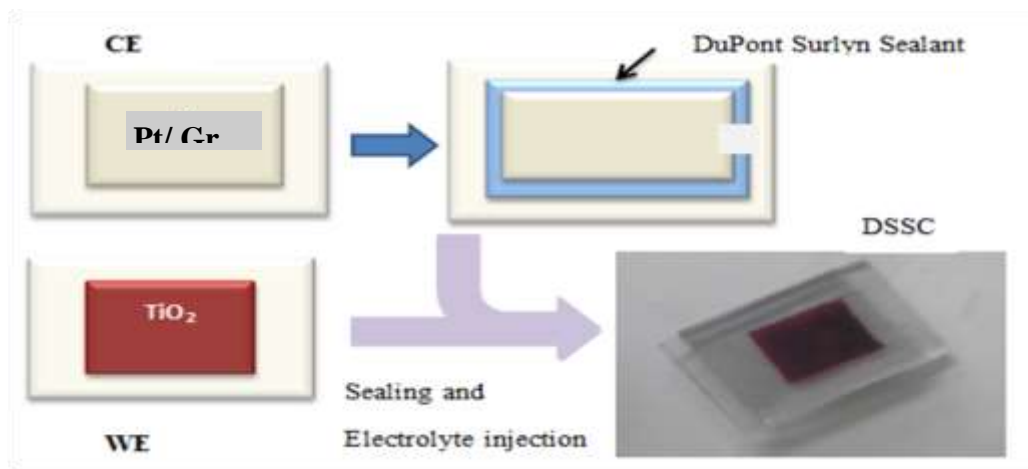 CE
DuPont Surlyn Sealant
Pt/ Gr
DSSC
TiO₂
Sealing and
Electrolyte injection
WE